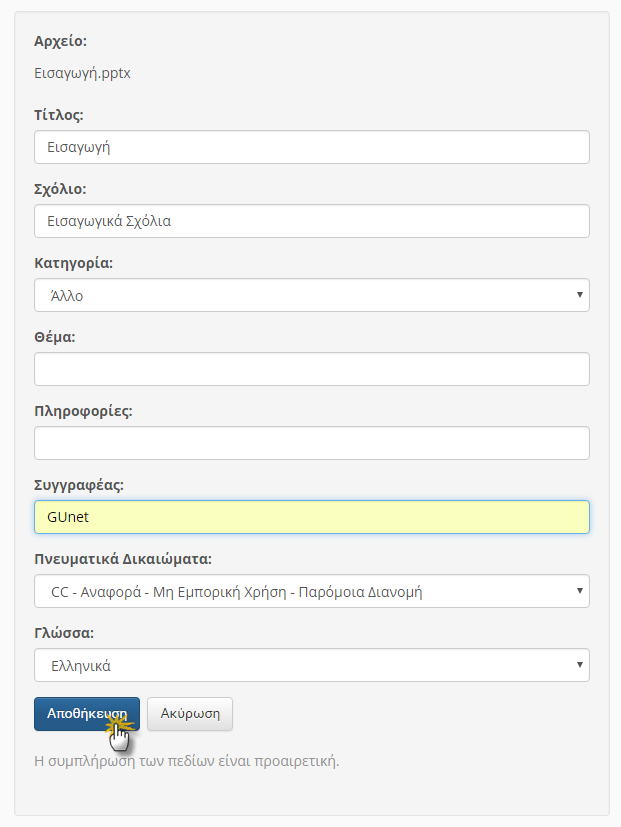 Αρχείο:
Εισαγωγή.pptx
Τίτλος:
Εισαγωγή
Σχόλιο:
Εισαγωγικά Σχόλια
Κατηγορία:
Άλλο
Θέμα:
Πληροφορίες:
Συγγραφέας:
GUnet
Πνευματικά Δικαιώματα:
CC - Αναφορά - Μη Εμπορική Χρήση - Παρόμοια Διανομή
Γλώσσα:
Ελληνικά
Αποθήκευση Ακύρωση
Η συμπλήρωση των πεδίων είναι προαιρετική.